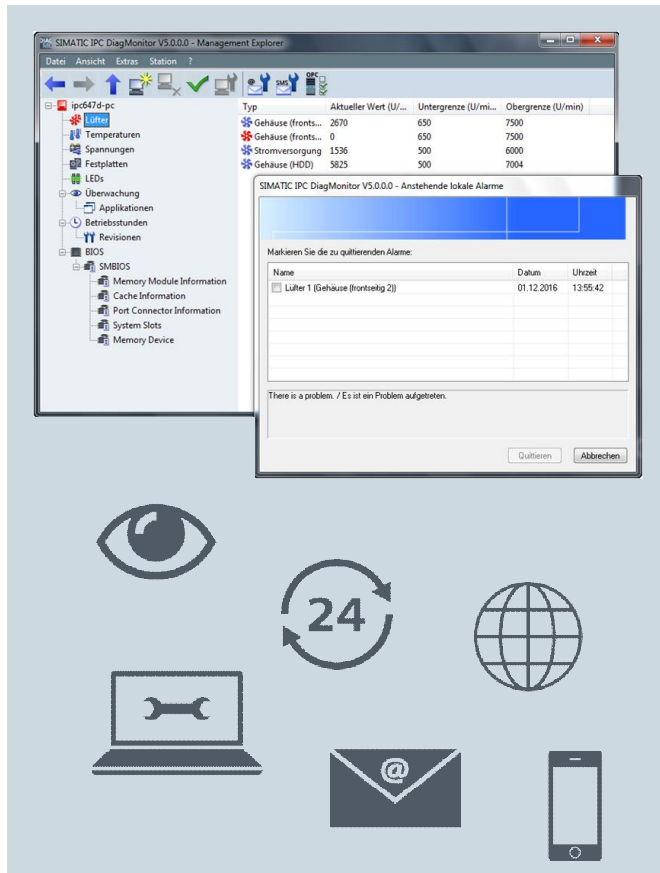 DIAG
SIMATIC IPC DiagMonitor V5.0.0.0 - Management Explorer
Datei Ansicht Extras Station ?
SMS OPC
ipc647d-pc
Lüfter
Temperaturen
Spannungen
Festplatten
LEDs
Überwachung
Applikationen
Betriebsstunden
Revisionen
BIOS
SMBIOS
Memory Module Information
Cache Information
Port Connector Information
System Slots
Memory Device
Typ Aktueller Wert (U/... Untergrenze (U/mi... Obergrenze (U/min)
Gehäuse (fronts... 2670 650 7500
Gehäuse (fronts... 0 650 7500
Stromversorgung 1536 500 6000
Gehäuse (HDD) 5825 500 7004
SIMATIC IPC DiagMonitor V5.0.0.0 - Anstehende lokale Alarme
Markieren Sie die zu quittierenden Alarme:
Name Datum Uhrzeit
Lüfter 1 (Gehäuse (frontseitig 2)) 01.12.2016 13:55:42
There is a problem. / Es ist ein Problem aufgetreten.
Quittieren Abbrechen
24
@